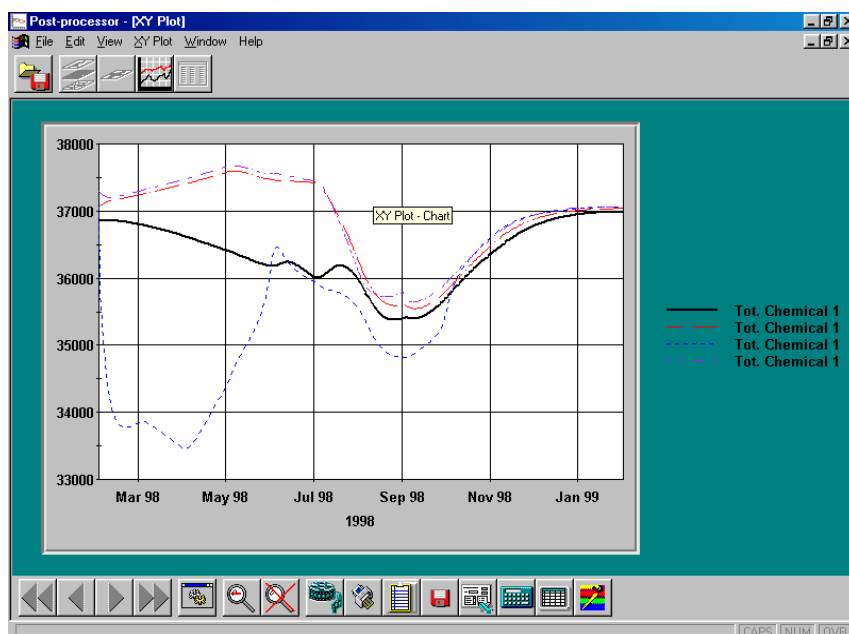 Post-processor - [XY Plot]
File Edit View XY Plot Window Help
38000
37000
XY Plot - Chart
36000
35000
34000
33000
Mar 98 May 98 Jul 98 Sep 98 Nov 98 Jan 99
1998
Tot. Chemical 1
Tot. Chemical 1
Tot. Chemical 1
Tot. Chemical 1
CAPS NUM OVR